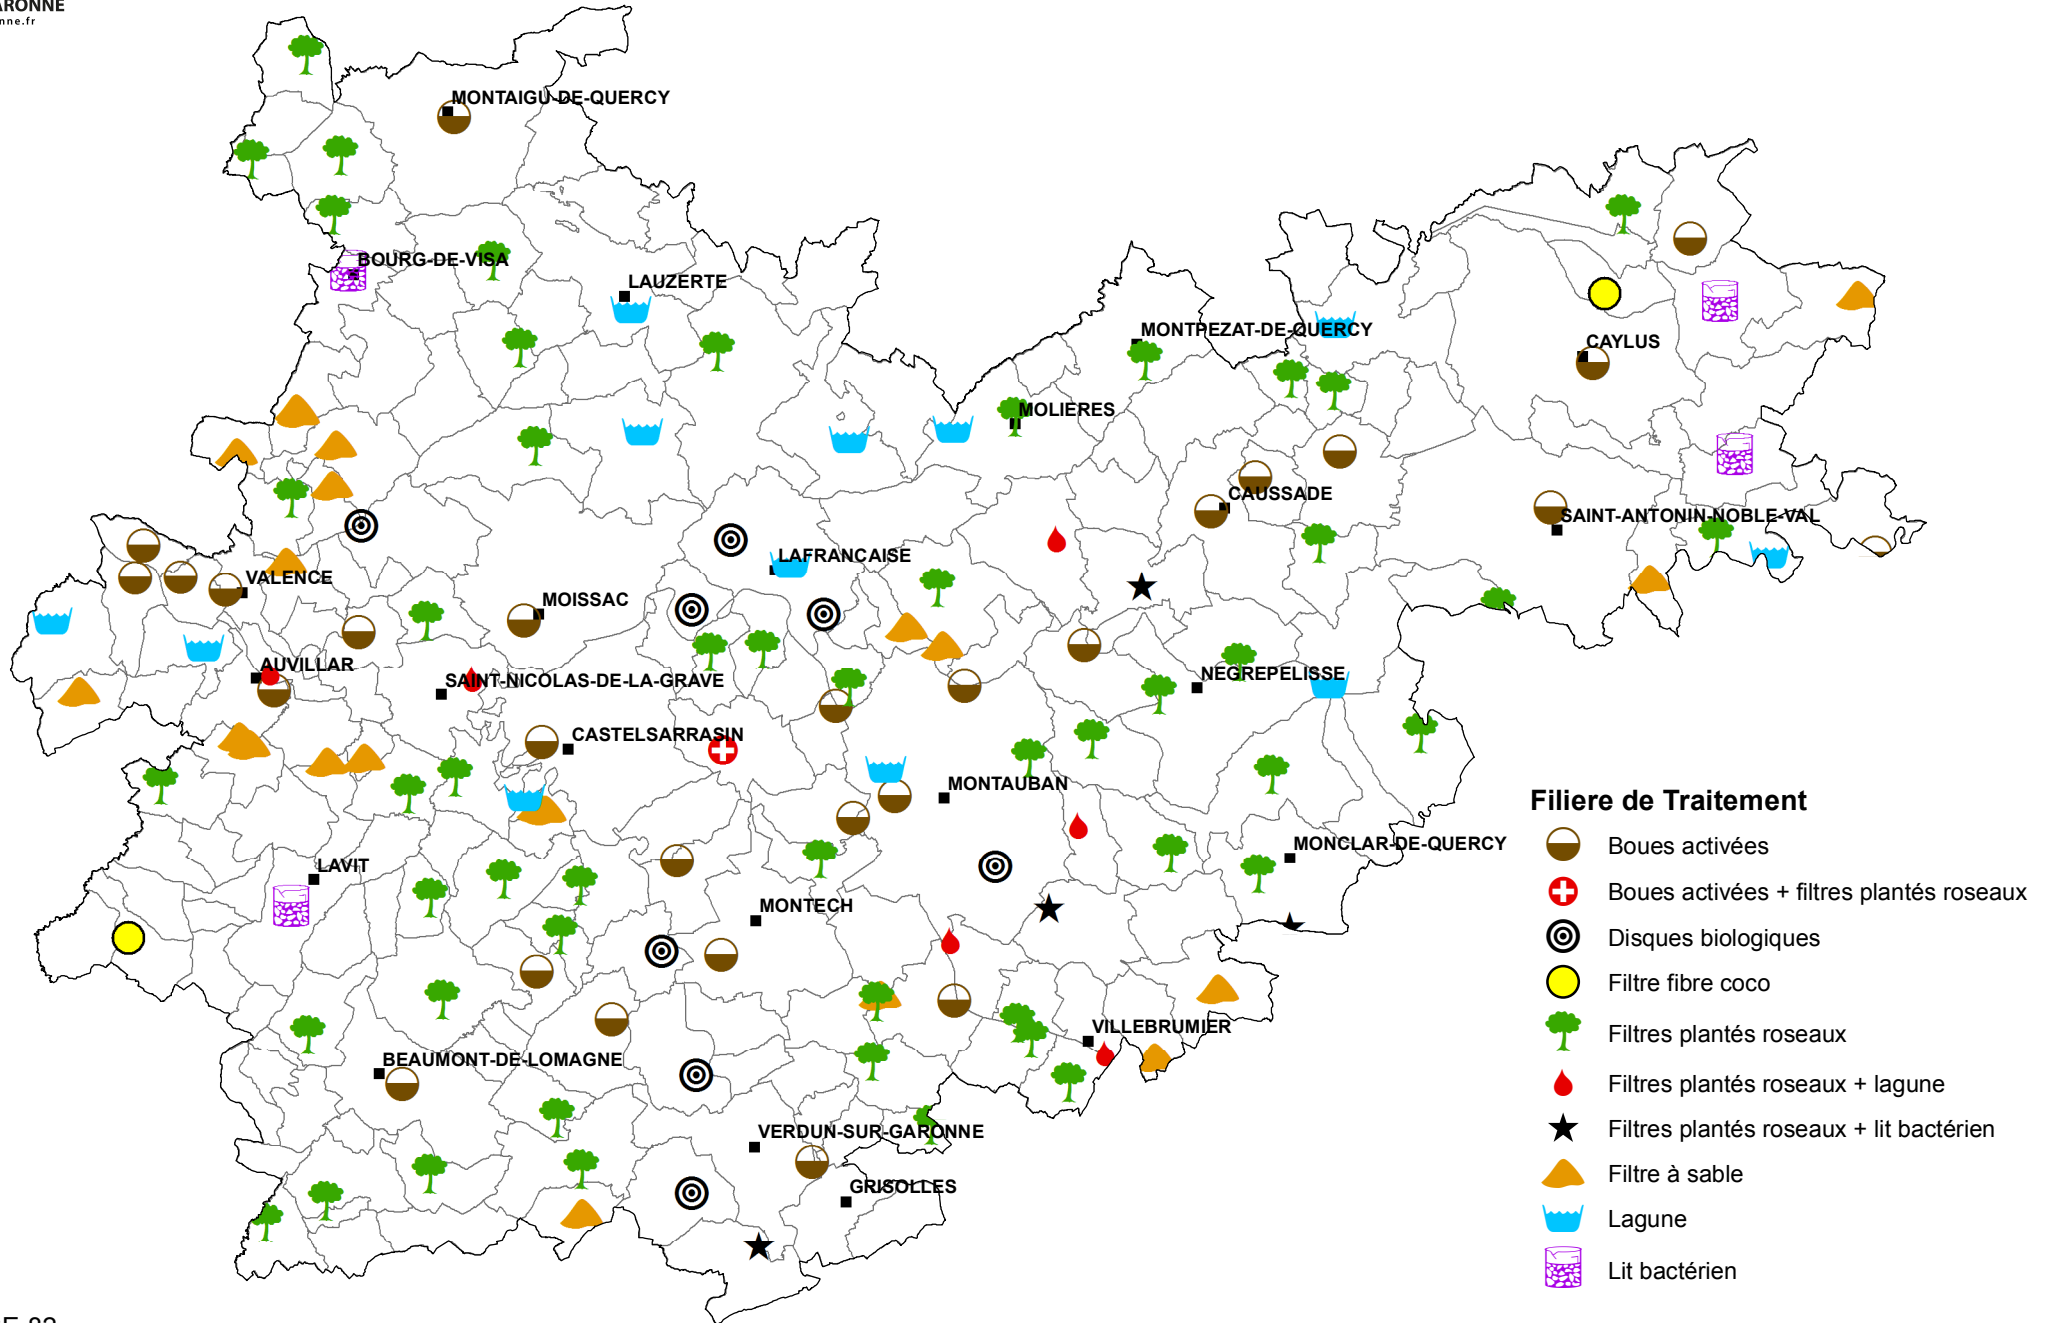 ARONNE
nne.fr
MONTAIGU-DE-QUERCY
BOURG-DE-VISA
LAUZERTE
MONTPEZAT-DE-QUERCY
CAYLUS
MOLIERES
CAUSSADE
SAINT-ANTONIN-NOBLE-VAL
LAFRANCAISE
VALENCE
MOISSAC
AUVILLAR
SAINT-NICOLAS-DE-LA-GRAVE
NEGREPELISSE
CASTELSARRASIN
MONTAUBAN
MONCLAR-DE-QUERCY
LAVIT
MONTECH
VILLEBRUMIER
BEAUMONT-DE-LOMAGNE
VERDUN-SUR-GARONNE
GRISOLLES
Filiere de Traitement
Boues activées
Boues activées + filtres plantés roseaux
Disques biologiques
Filtre fibre coco
Filtres plantés roseaux
Filtres plantés roseaux + lagune
Filtres plantés roseaux + lit bactérien
Filtre à sable
Lagune
Lit bactérien